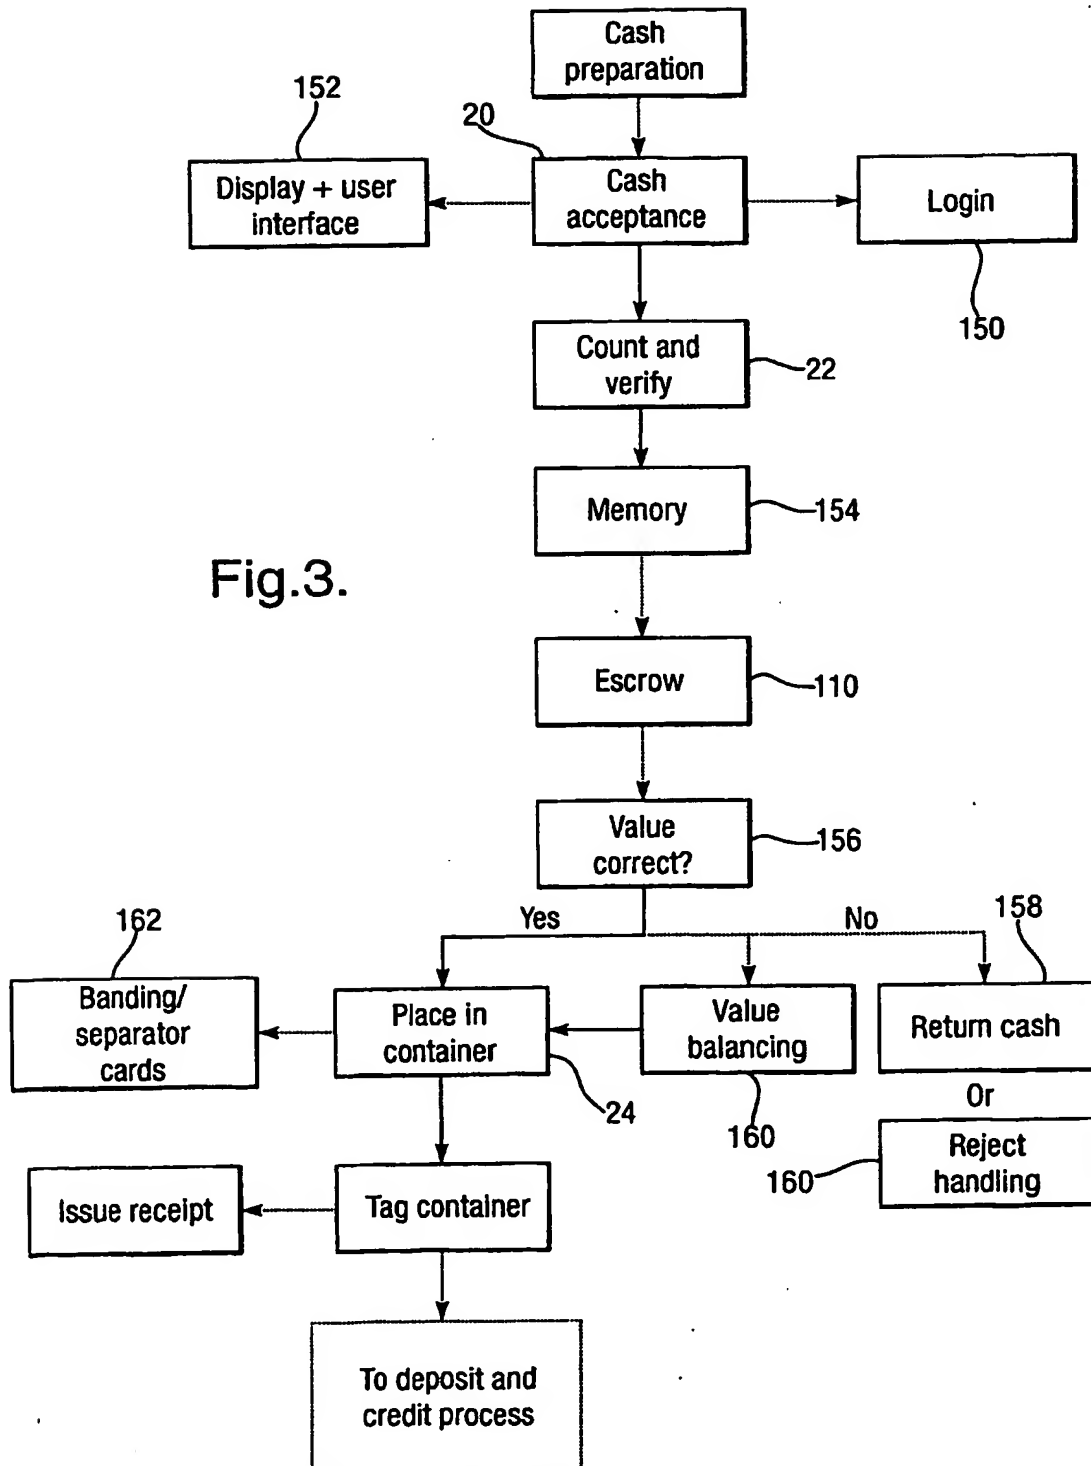 Cash
preparation
152
20
Display + user
interface
Cash
acceptance
Login
150
Count and
verify
22
Memory
154
Fig.3.
Escrow
110
Value
correct?
156
Yes
No
162
158
Banding/
separator
cards
Place in
container
Value
balancing
Return cash
24
160
Or
160
Reject
handling
Issue receipt
Tag container
To deposit and
credit process